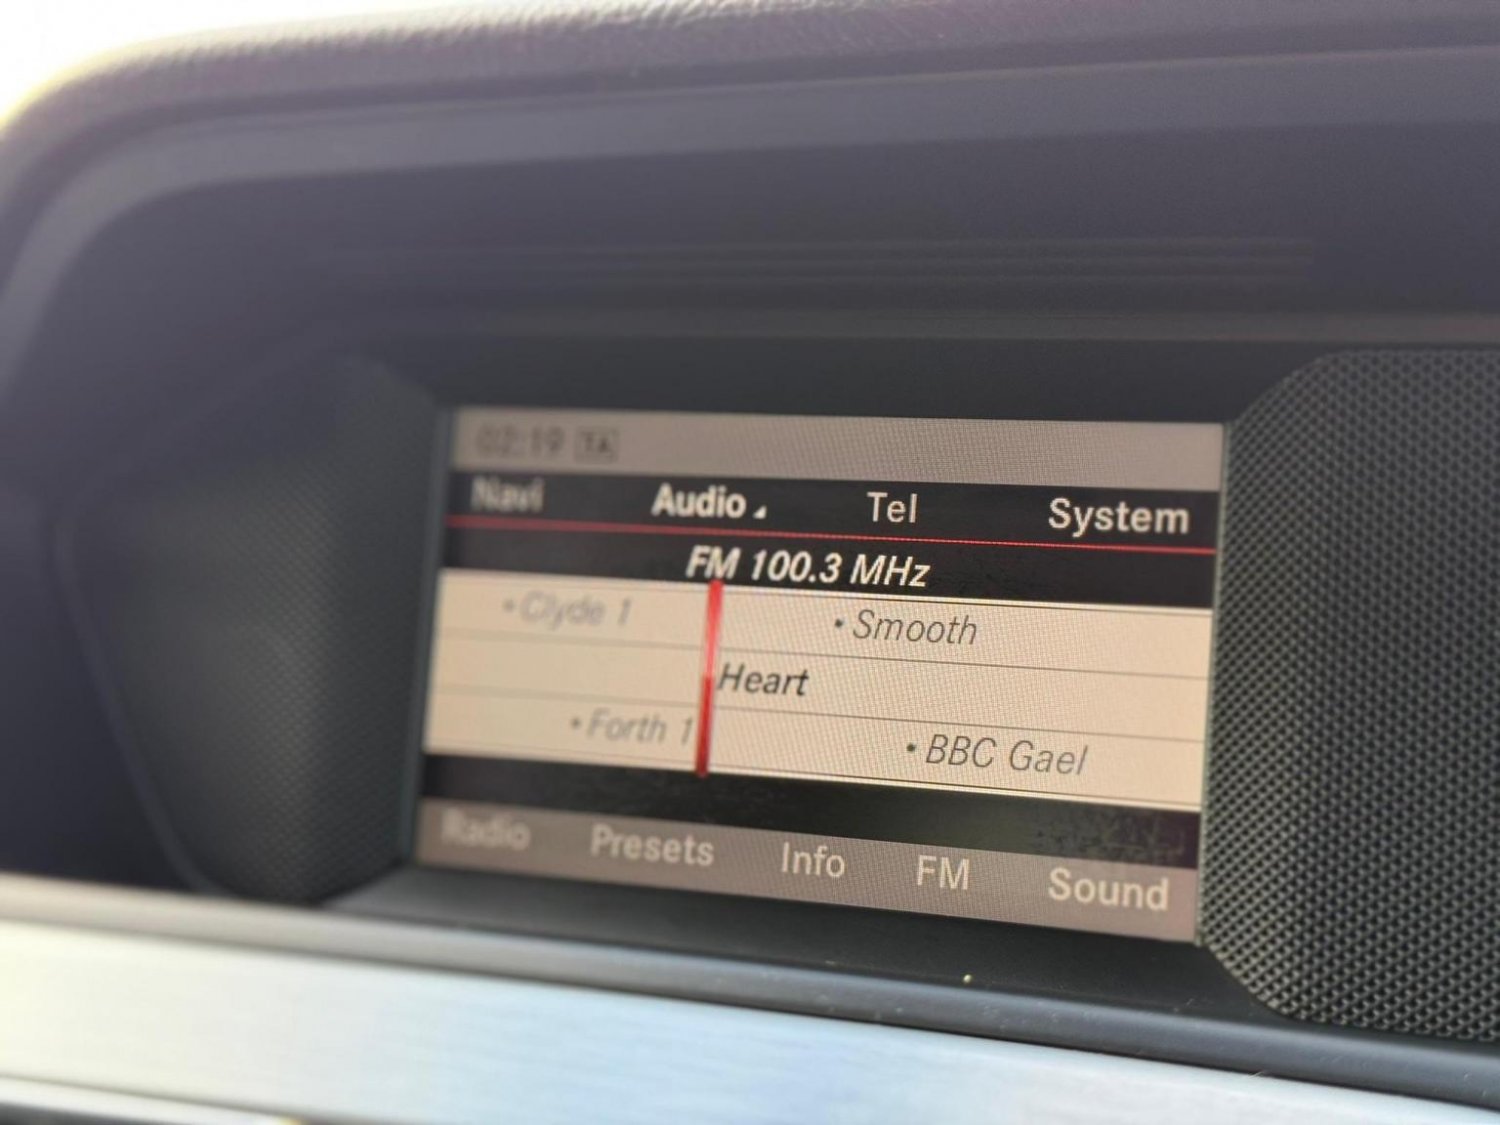 02:19 TA
Navi Audio Tel System
FM 100.3 MHz
• Clyde 1 • Smooth
Heart
• Forth 1 • BBC Gael
Radio Presets Info FM Sound